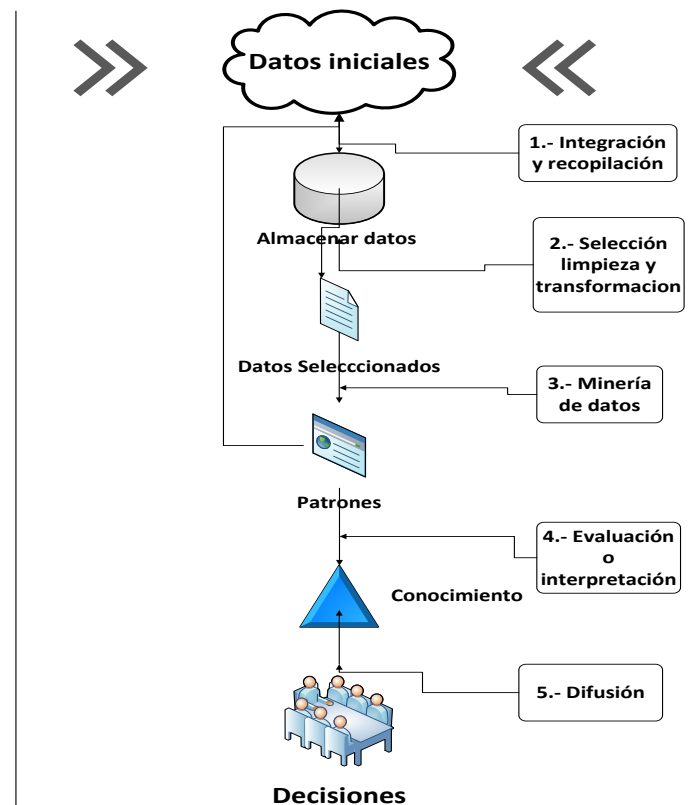 Datos iniciales
1.- Integración
y recopilación
Almacenar datos
2.- Selección
limpieza y
transformacion
Datos Selecccionados
3.- Minería
de datos
Patrones
4.- Evaluación
o
interpretación
Conocimiento
5.- Difusión
Decisiones